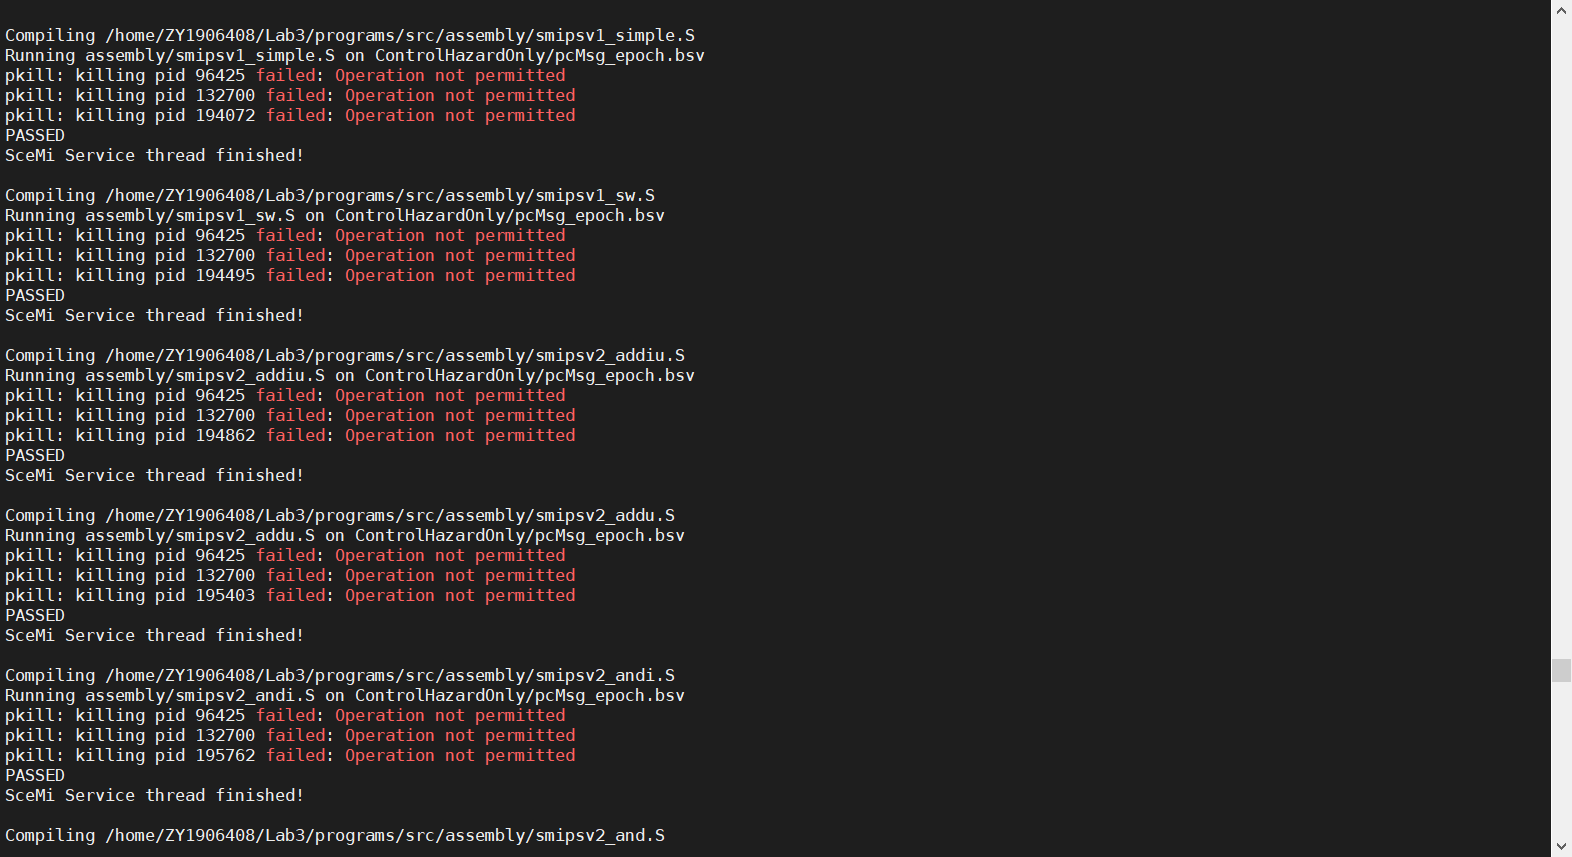 Compiling /home/ZY1906408/Lab3/programs/src/assembly/smipsv1_simple.S
Running assembly/smipsv1_simple.S on ControlHazardOnly/pcMsg_epoch.bsv
pkill: killing pid 96425 failed: Operation not permitted
pkill: killing pid 132700 failed: Operation not permitted
pkill: killing pid 194072 failed: Operation not permitted
PASSED
SceMi Service thread finished!
Compiling /home/ZY1906408/Lab3/programs/src/assembly/smipsv1_sw.S
Running assembly/smipsv1_sw.S on ControlHazardOnly/pcMsg_epoch.bsv
pkill: killing pid 96425 failed: Operation not permitted
pkill: killing pid 132700 failed: Operation not permitted
pkill: killing pid 194495 failed: Operation not permitted
PASSED
SceMi Service thread finished!
Compiling /home/ZY1906408/Lab3/programs/src/assembly/smipsv2_addiu.S
Running assembly/smipsv2_addiu.S on ControlHazardOnly/pcMsg_epoch.bsv
pkill: killing pid 96425 failed: Operation not permitted
pkill: killing pid 132700 failed: Operation not permitted
pkill: killing pid 194862 failed: Operation not permitted
PASSED
SceMi Service thread finished!
Compiling /home/ZY1906408/Lab3/programs/src/assembly/smipsv2_addu.S
Running assembly/smipsv2_addu.S on ControlHazardOnly/pcMsg_epoch.bsv
pkill: killing pid 96425 failed: Operation not permitted
pkill: killing pid 132700 failed: Operation not permitted
pkill: killing pid 195403 failed: Operation not permitted
PASSED
SceMi Service thread finished!
Compiling /home/ZY1906408/Lab3/programs/src/assembly/smipsv2_andi.S
Running assembly/smipsv2_andi.S on ControlHazardOnly/pcMsg_epoch.bsv
pkill: killing pid 96425 failed: Operation not permitted
pkill: killing pid 132700 failed: Operation not permitted
pkill: killing pid 195762 failed: Operation not permitted
PASSED
SceMi Service thread finished!
Compiling /home/ZY1906408/Lab3/programs/src/assembly/smipsv2_and.S